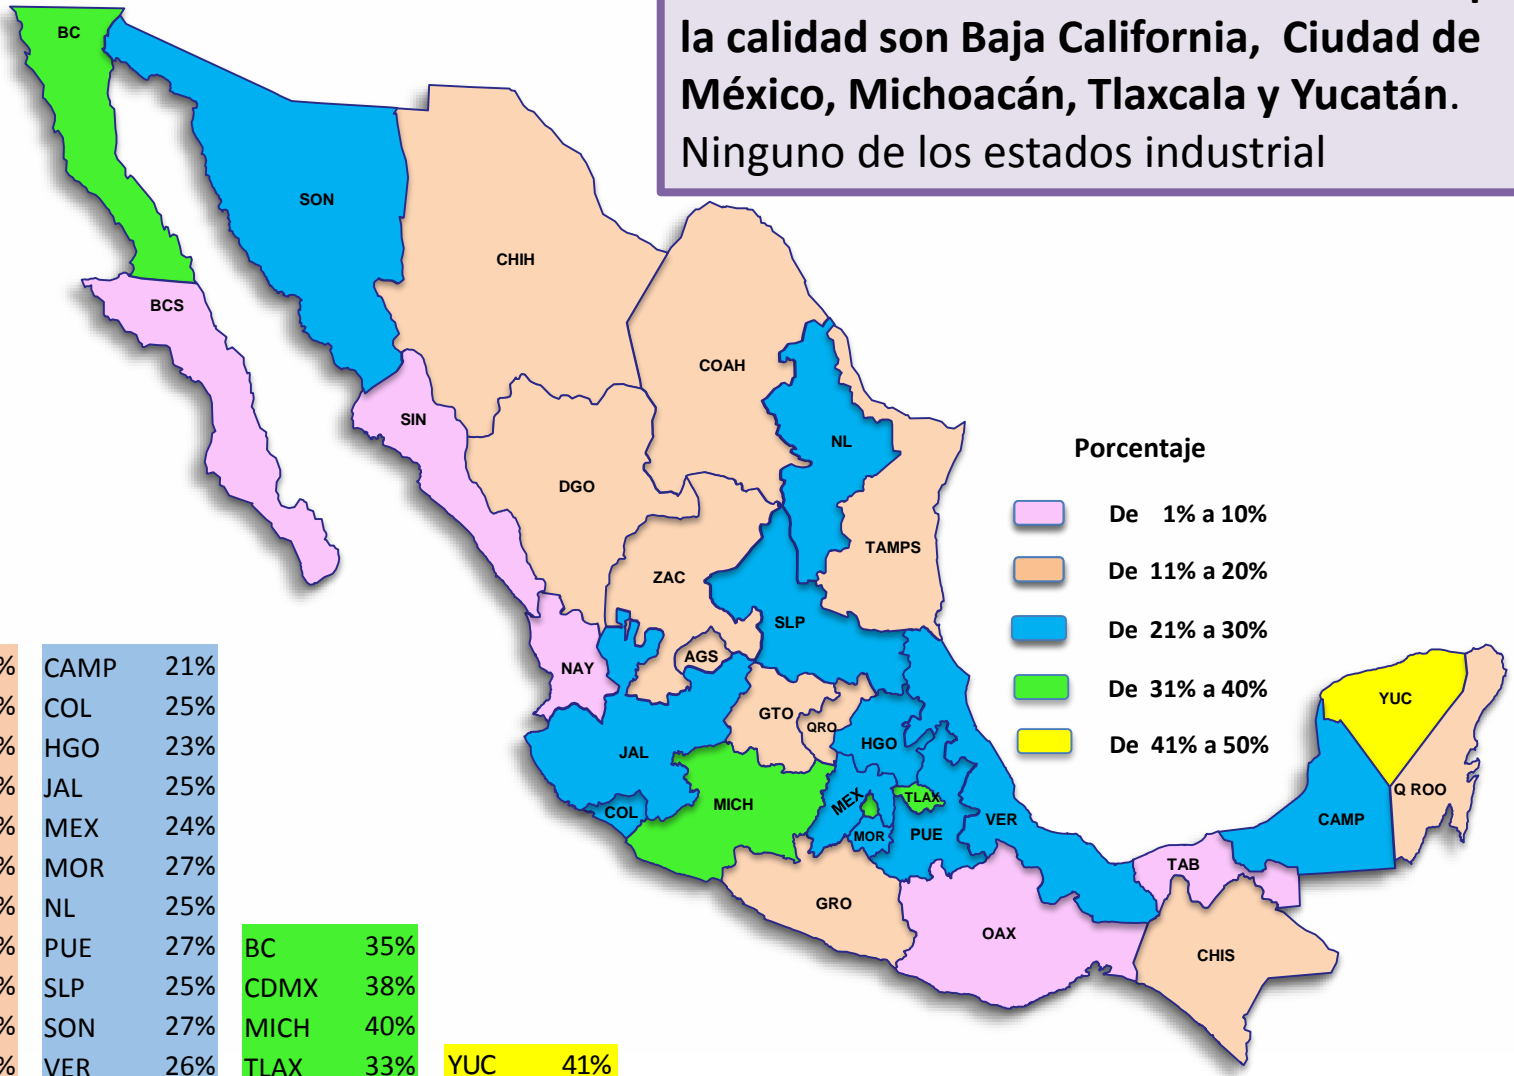 la calidad son Baja California, Ciudad de
México, Michoacán, Tlaxcala y Yucatán.
Ninguno de los estados industrial
BC
SON
CHIH
BCS
COAH
SIN
NL
DGO
TAMPS
ZAC
SLP
AGS
NAY
GTO
QRO
HGO
JAL
MEX
TLAX
COL
MICH
MOR
PUE
VER
GRO
OAX
TAB
CHIS
CAMP
YUC
Q ROO
Porcentaje
De 1% a 10%
De 11% a 20%
De 21% a 30%
De 31% a 40%
De 41% a 50%
% CAMP 21%
% COL 25%
% HGO 23%
% JAL 25%
% MEX 24%
% MOR 27%
% NL 25%
% PUE 27% BC 35%
% SLP 25% CDMX 38%
% SON 27% MICH 40%
% VER 26% TLAX 33% YUC 41%